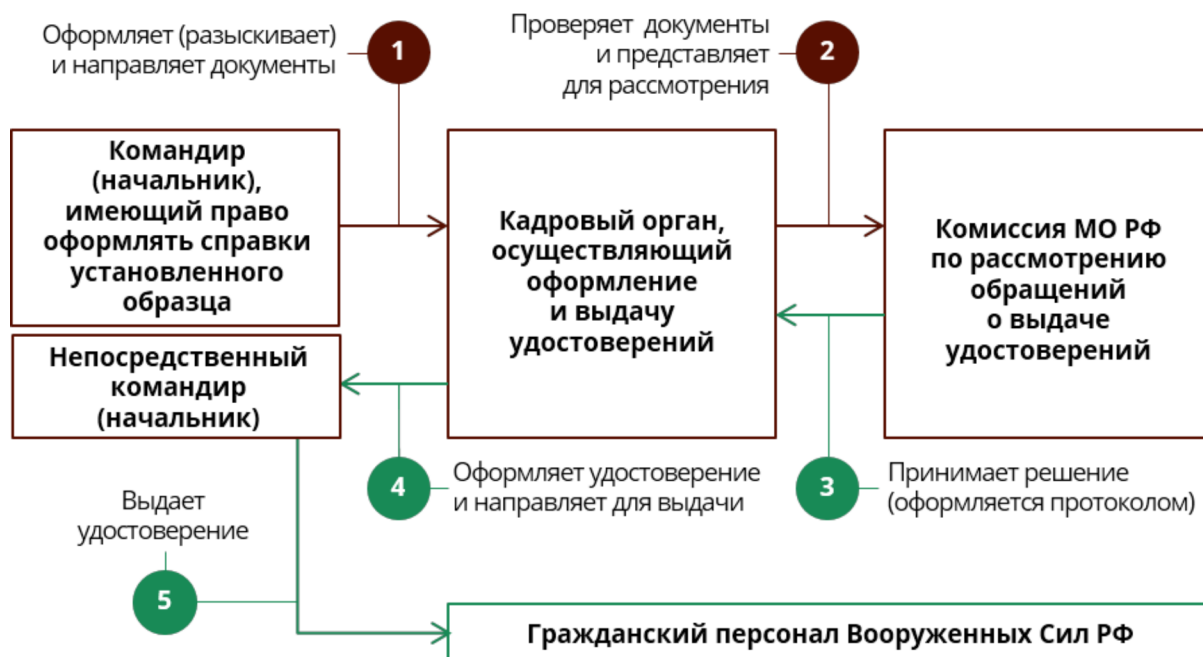 Оформляет (разыскивает)
и направляет документы
1
Проверяет документы
и представляет
для рассмотрения
2
Командир
(начальник),
имеющий право
оформлять справки
установленного
образца
Кадровый орган,
осуществляющий
оформление
и выдачу
удостоверений
Комиссия МО РФ
по рассмотрению
обращений
о выдаче
удостоверений
Непосредственный
командир
(начальник)
4
Оформляет удостоверение
и направляет для выдачи
3
Принимает решение
(оформляется протоколом)
Выдает
удостоверение
5
Гражданский персонал Вооруженных Сил РФ